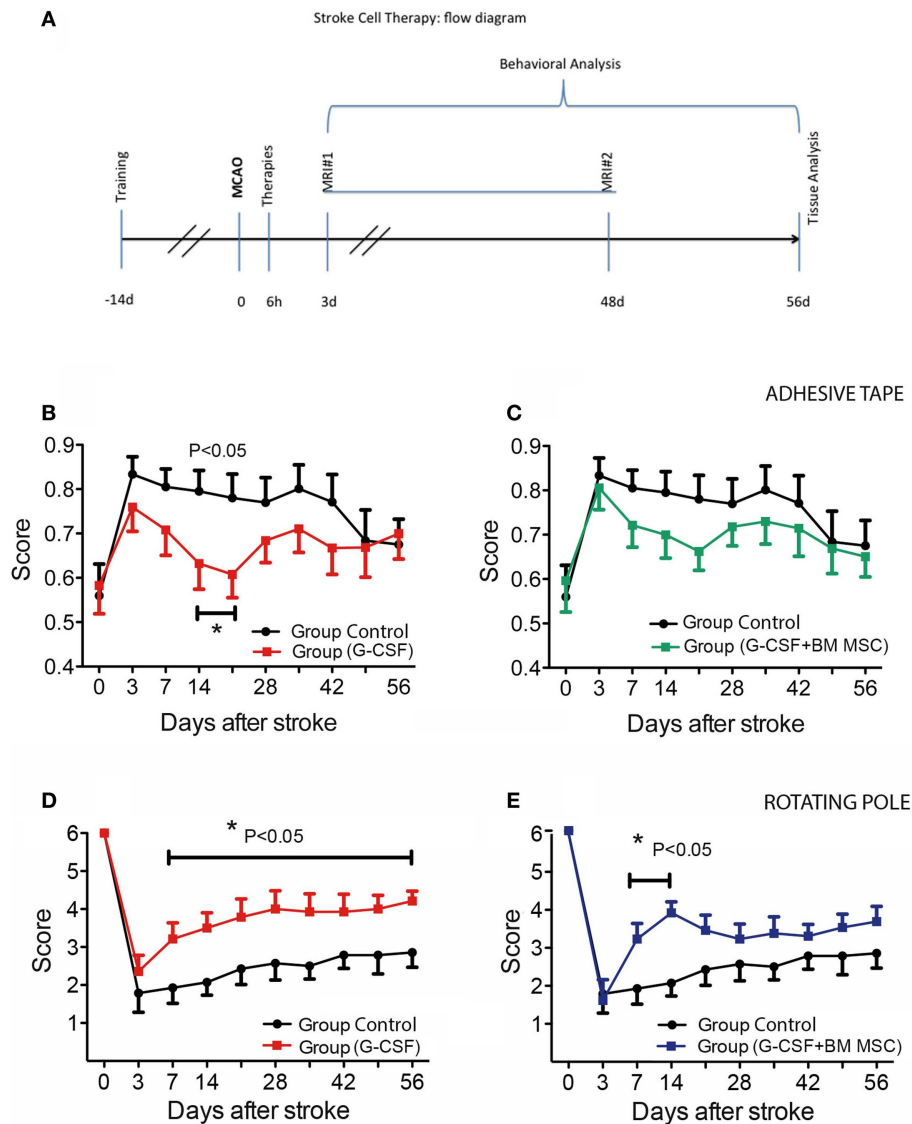 A
Stroke Cell Therapy: flow diagram
Behavioral Analysis
Training
MCAO
Therapies
MRI#1
MRI#2
Tissue Analysis
-14d
0
6h
3d
48d
56d
ADHESIVE TAPE
B
P<0.05
0.9
0.8
0.7
0.6
0.5
0.4
Score
*
Group Control
Group (G-CSF)
0 3 7 14 28 42 56
Days after stroke
C
0.9
0.8
0.7
0.6
0.5
0.4
Score
Group Control
Group (G-CSF+BM MSC)
0 3 7 14 28 42 56
Days after stroke
ROTATING POLE
D
* P<0.05
6
5
4
3
2
1
Score
Group Control
Group (G-CSF)
0 3 7 14 28 42 56
Days after stroke
E
* P<0.05
6
5
4
3
2
1
Score
Group Control
Group (G-CSF+BM MSC)
0 3 7 14 28 42 56
Days after stroke